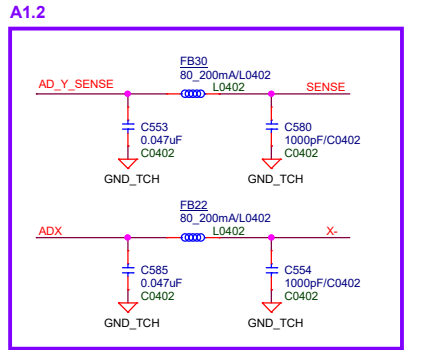 A1.2
FB30
80_200mA/L0402
AD_Y_SENSE
L0402
SENSE
C553
0.047uF
C0402
C580
1000pF/C0402
C0402
GND_TCH
GND_TCH
FB22
80_200mA/L0402
ADX
L0402
X-
C585
0.047uF
C0402
C554
1000pF/C0402
C0402
GND_TCH
GND_TCH